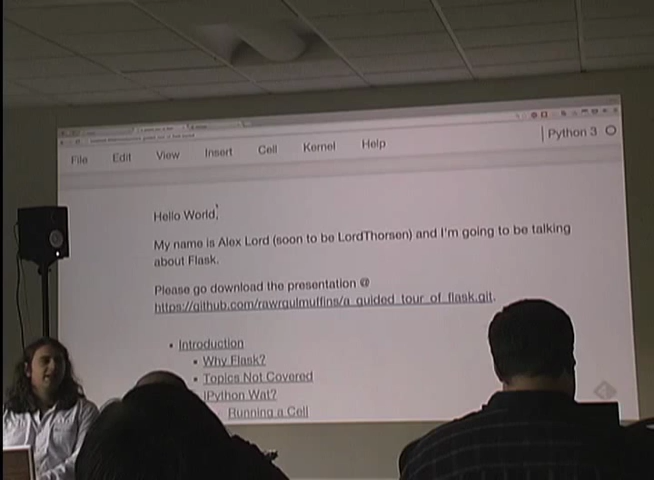 File Edit View Insert Cell Kernel Help Python 3
Hello World,
My name is Alex Lord (soon to be LordThorsen) and I'm going to be talking
about Flask.
Please go download the presentation @
https://github.com/rawrgulmuffins/a_guided_tour_of_flask.git.
Introduction
Why Flask?
Topics Not Covered
iPython Wat?
Running a Cell